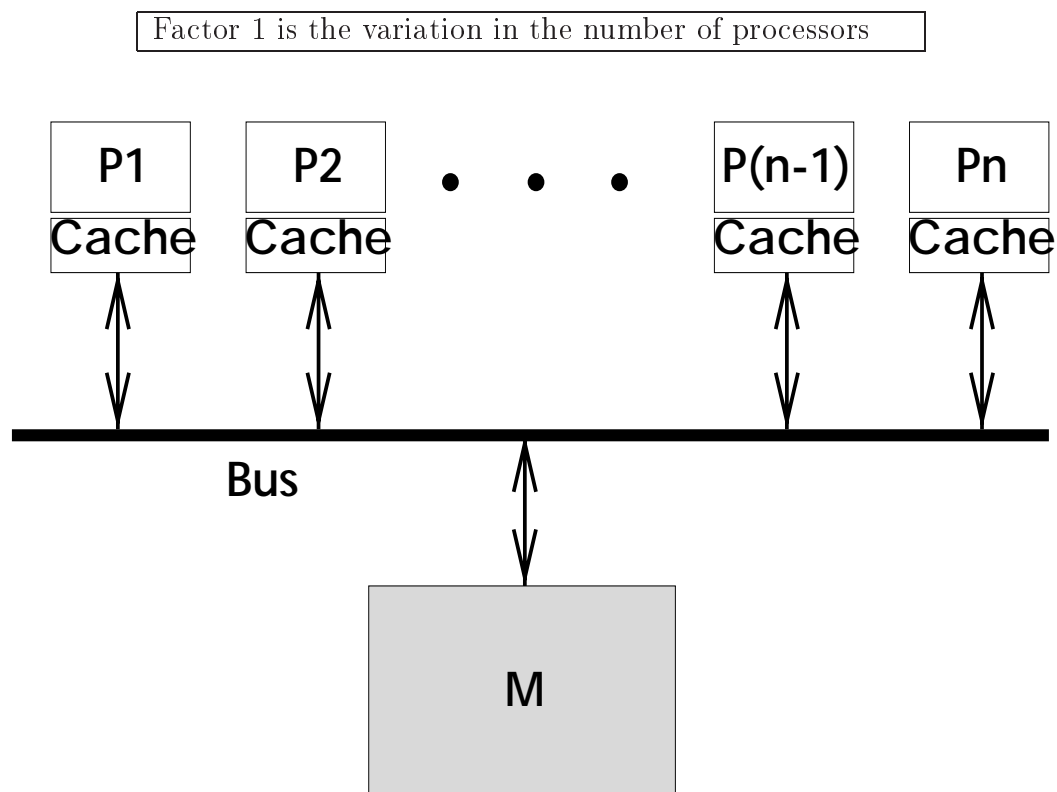 Factor 1 is the variation in the number of processors
P1 P2 P(n-1) Pn
Cache Cache Cache Cache
Bus
M